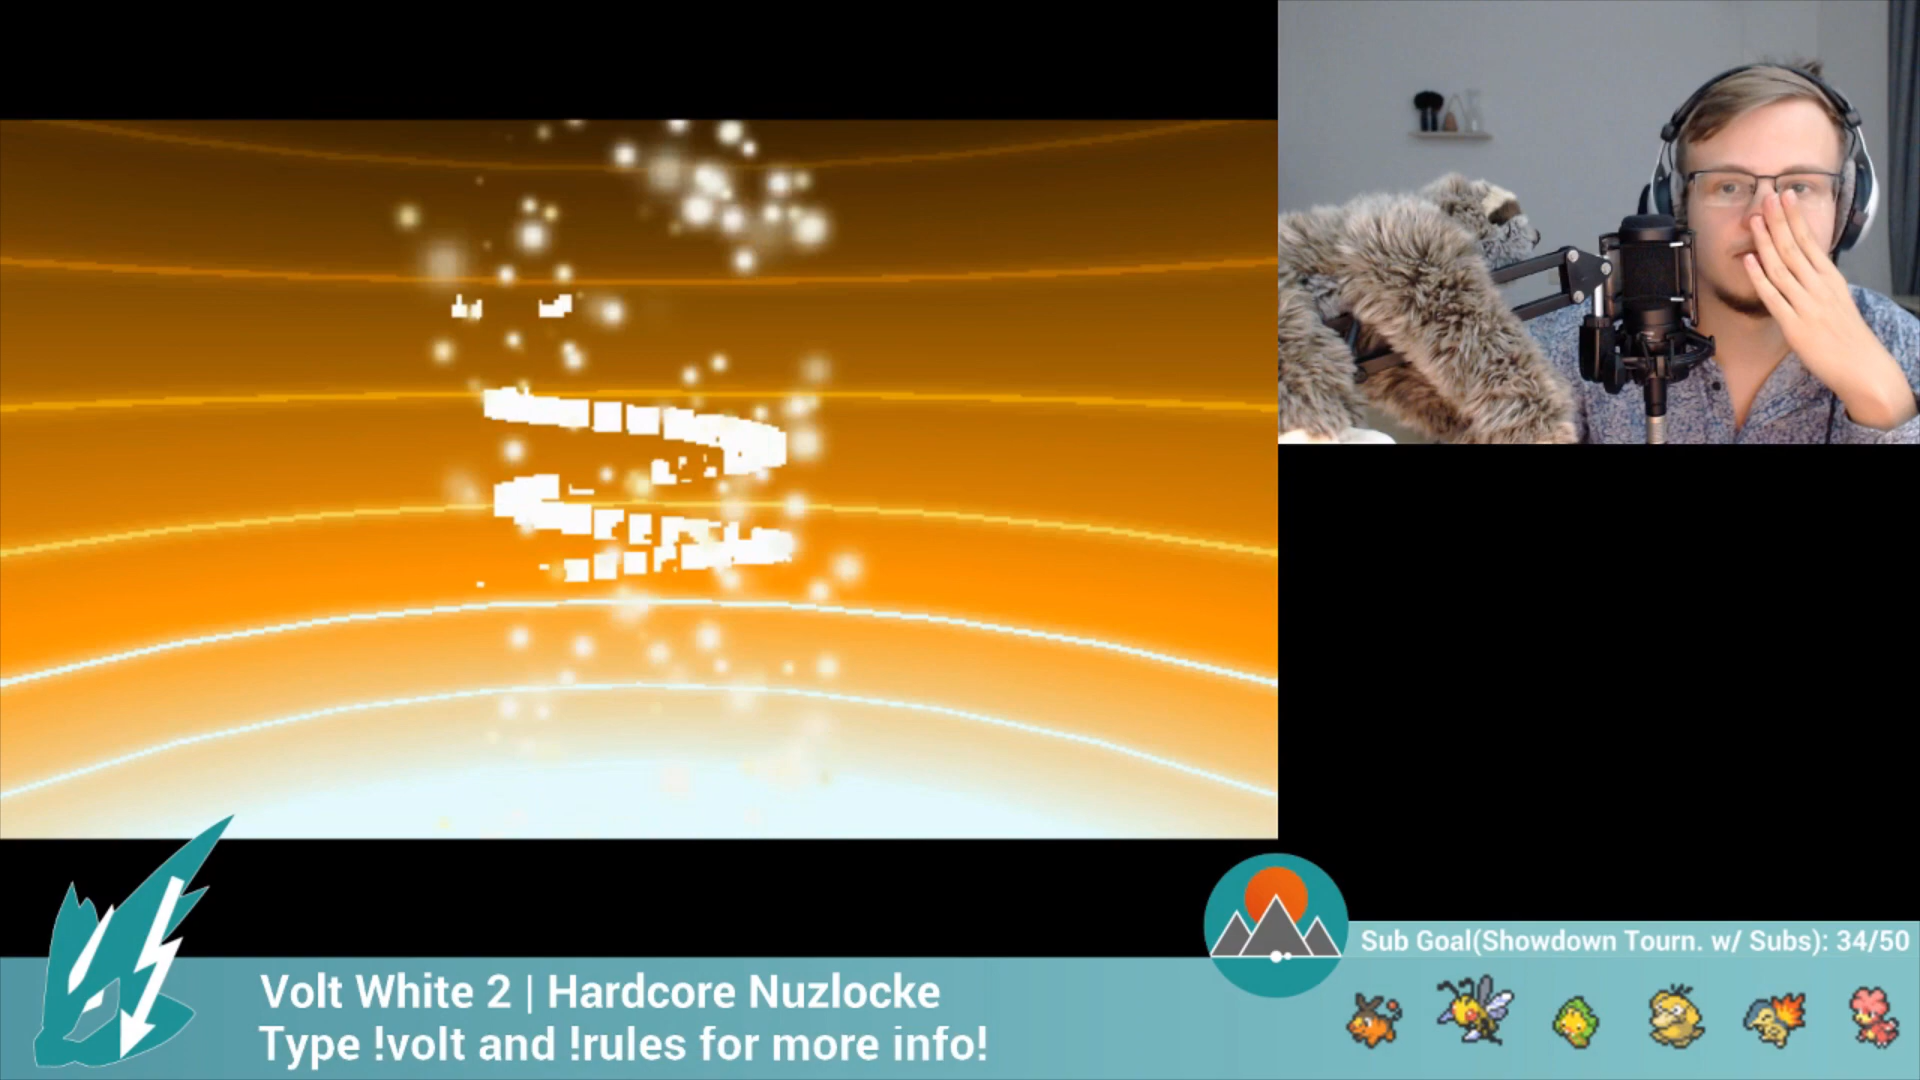 Sub Goal(Showdown Tourn. w/ Subs): 34/50
Volt White 2 | Hardcore Nuzlocke
Type !volt and !rules for more info!